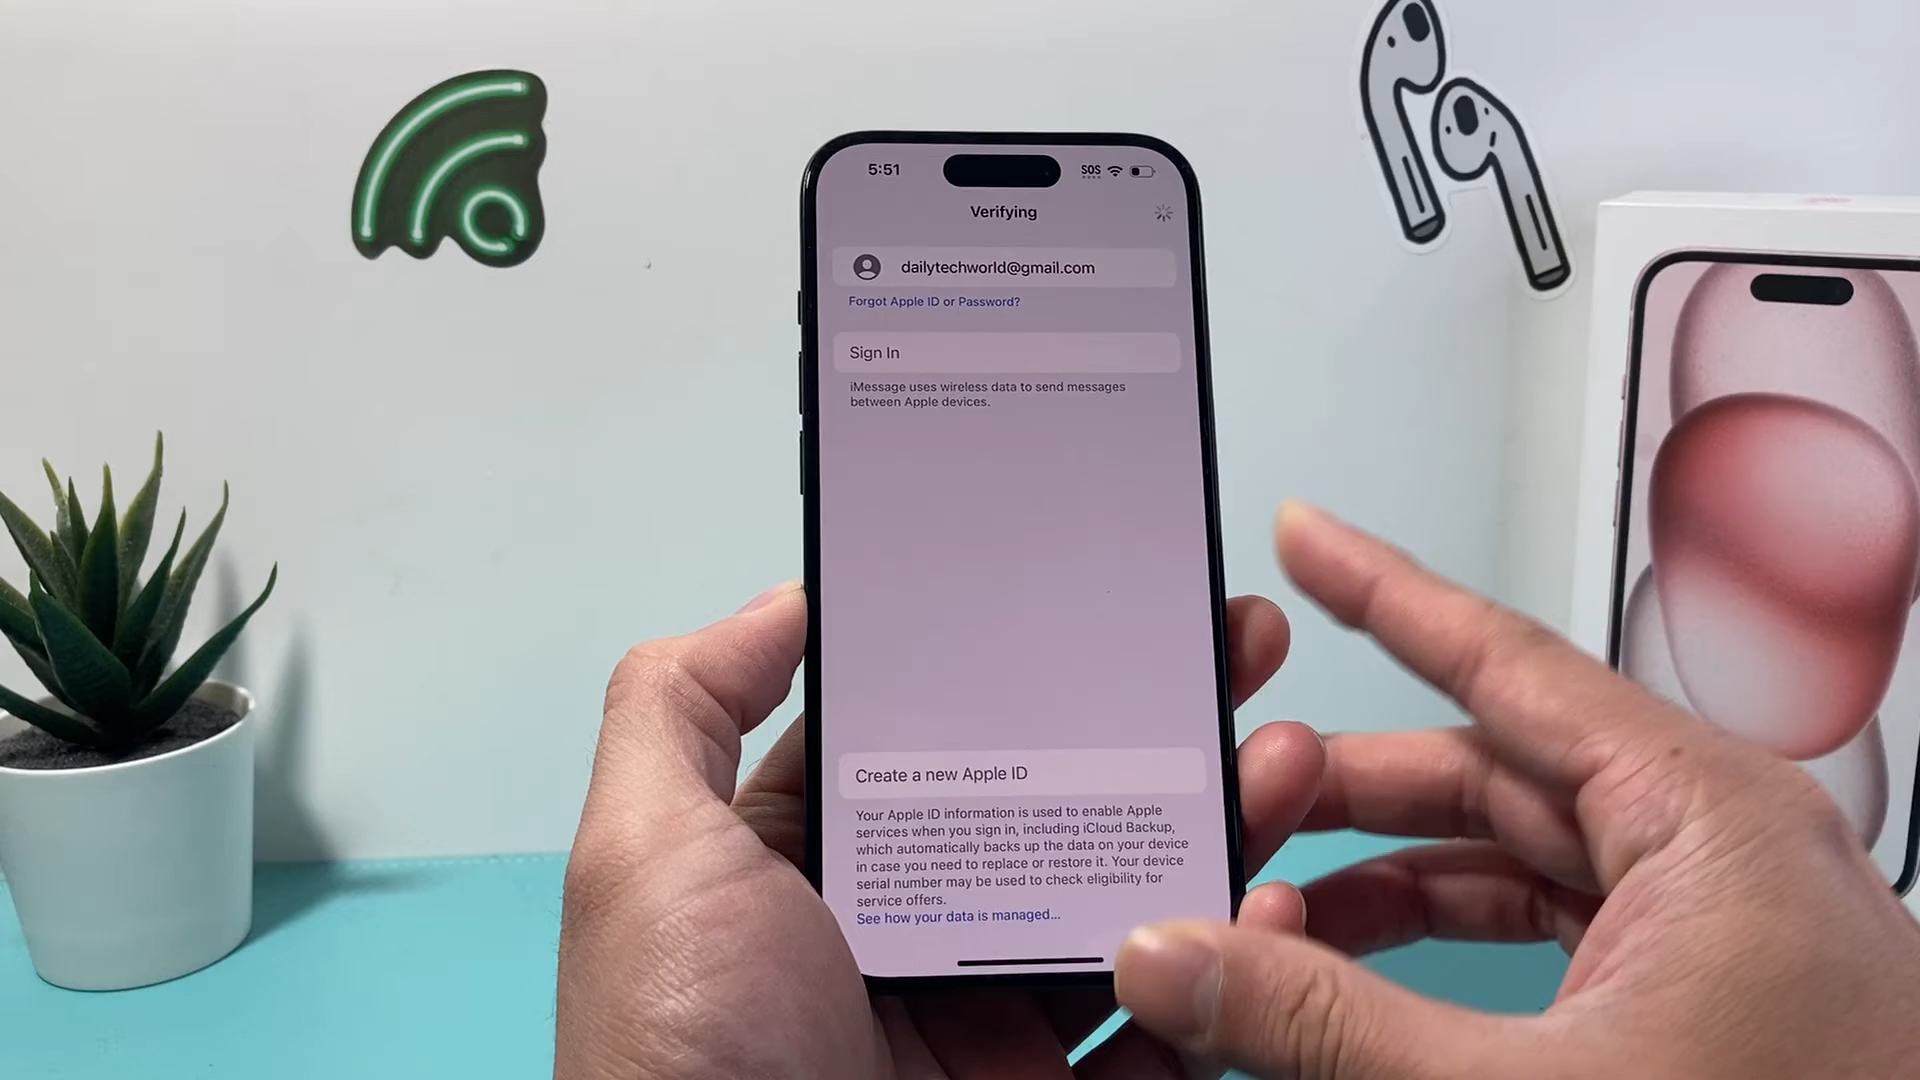 5:51
SOS
Verifying
dailytechworld@gmail.com
Forgot Apple ID or Password?
Sign In
iMessage uses wireless data to send messages
between Apple devices.
Create a new Apple ID
Your Apple ID information is used to enable Apple
services when you sign in, including iCloud Backup,
which automatically backs up the data on your device
in case you need to replace or restore it. Your device
serial number may be used to check eligibility for
service offers.
See how your data is managed...